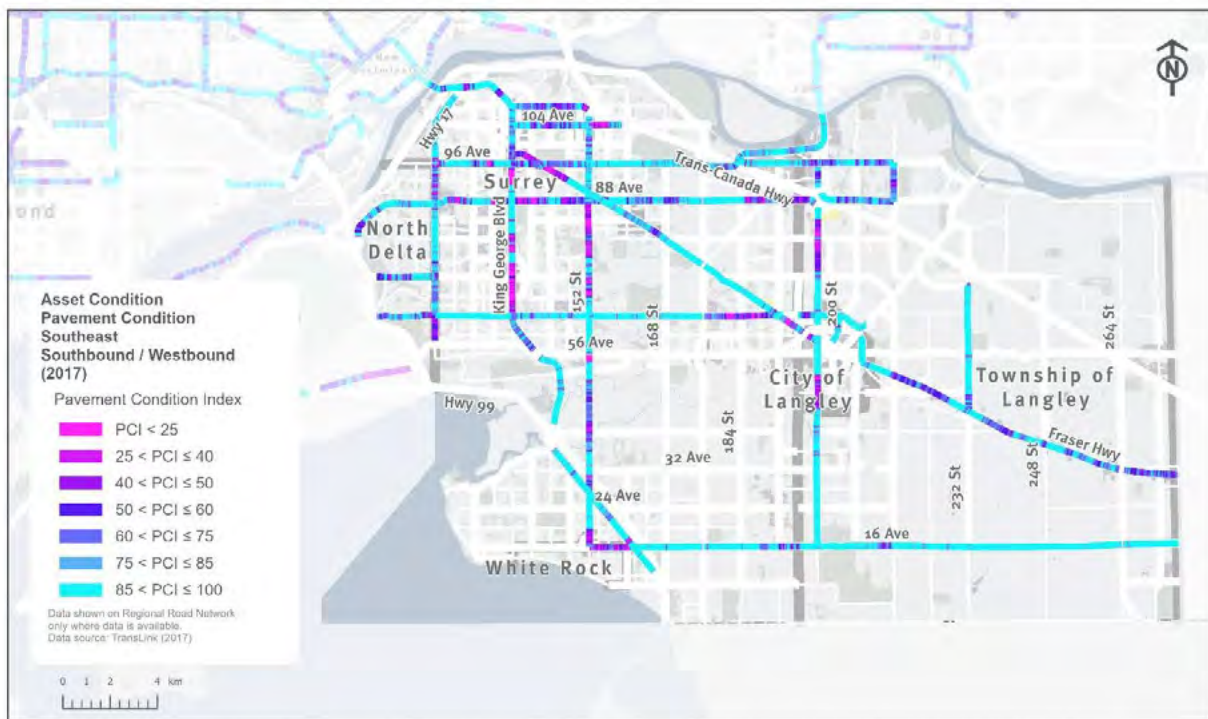 N
New
Westminster
104 Ave
Hwy 17
96 Ave
Trans-Canada Hwy
Surrey
88 Ave
on'd
North
Delta
King George Blvd
152 St
168 St
200 St
264 St
Asset Condition
Pavement Condition
Southeast
Southbound / Westbound
(2017)
56 Ave
City of
Langley
Township of
Langley
Pavement Condition Index
Hwy 99
PCI < 25
25 < PCI ≤ 40
40 < PCI ≤ 50
50 < PCI ≤ 60
60 < PCI ≤ 75
75 < PCI ≤ 85
85 < PCI ≤ 100
184 St
32 Ave
Fraser Hwy
232 St
248 St
24 Ave
16 Ave
White Rock
Data shown on Regional Road Network
only where data is available.
Data source: TransLink (2017)
0 1 2 4 km